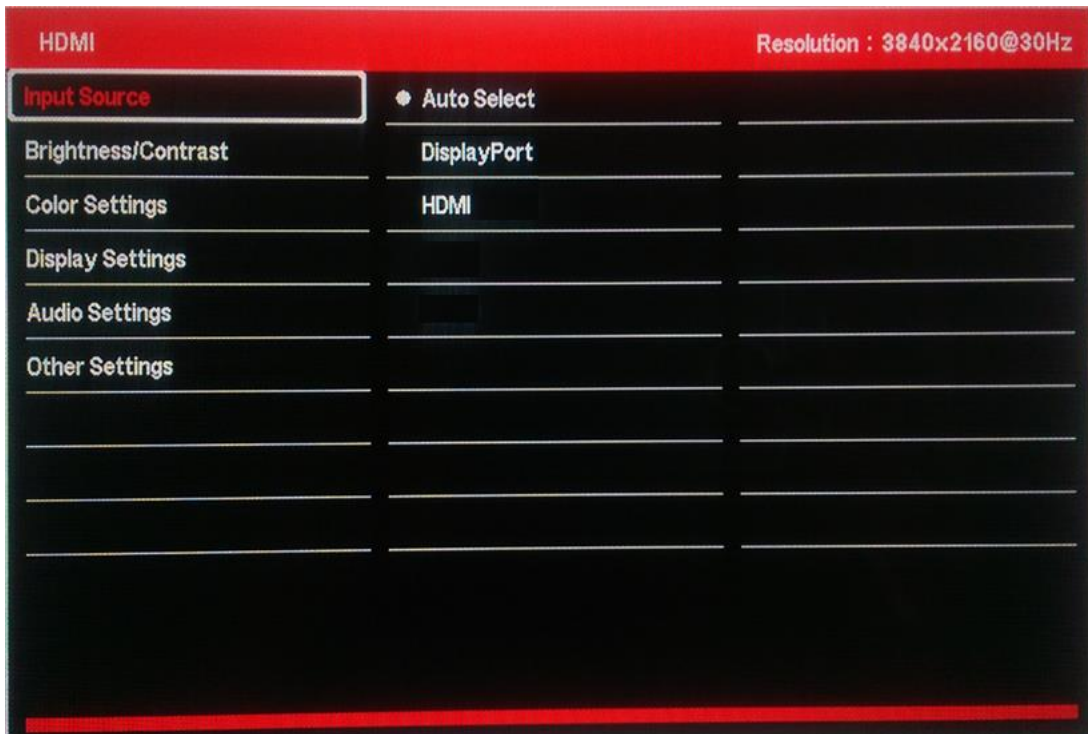 HDMI
Resolution : 3840x2160@30Hz
Input Source
Auto Select
Brightness/Contrast
DisplayPort
Color Settings
HDMI
Display Settings
Audio Settings
Other Settings